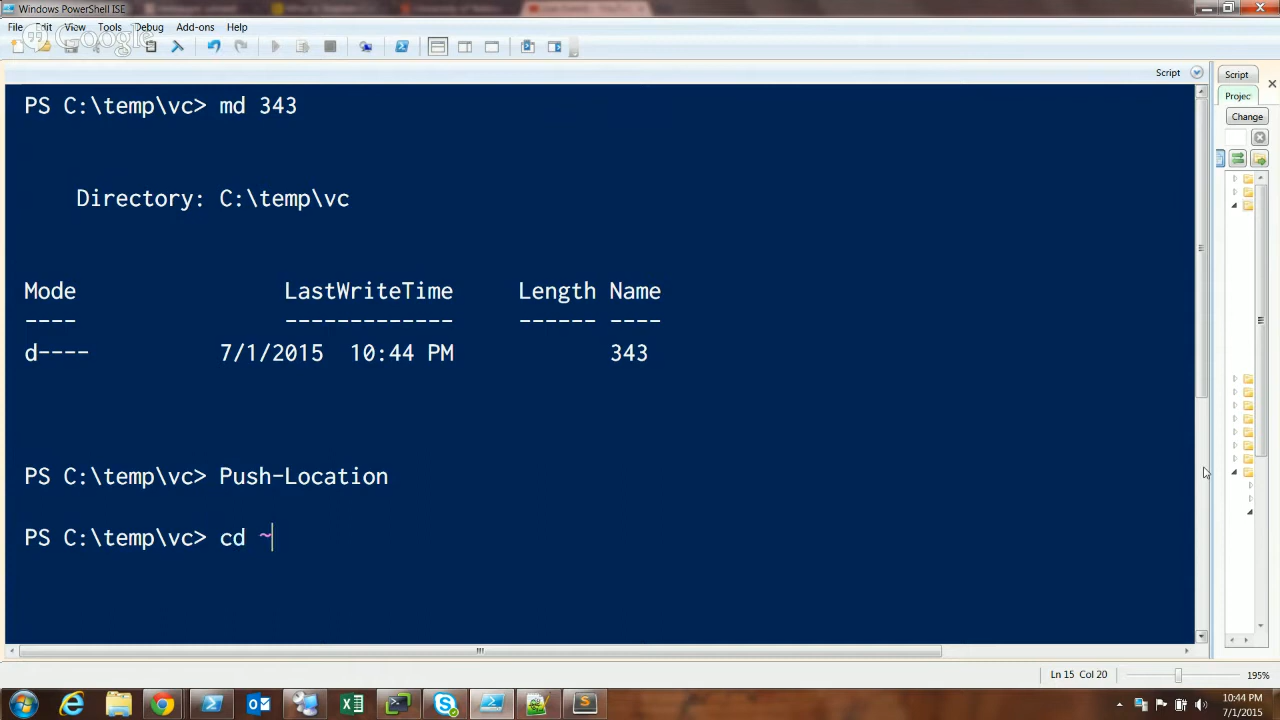 Windows PowerShell ISE
File Edit View Tools Debug Add-ons Help
Google
Script
Script
PS C:\temp\vc> md 343
Projec
Change
Directory: C:\temp\vc
Mode LastWriteTime Length Name
---- ------------- ------ ----
d---- 7/1/2015 10:44 PM 343
PS C:\temp\vc> Push-Location
PS C:\temp\vc> cd ~
Ln 15 Col 20 195%
10:44 PM
7/1/2015